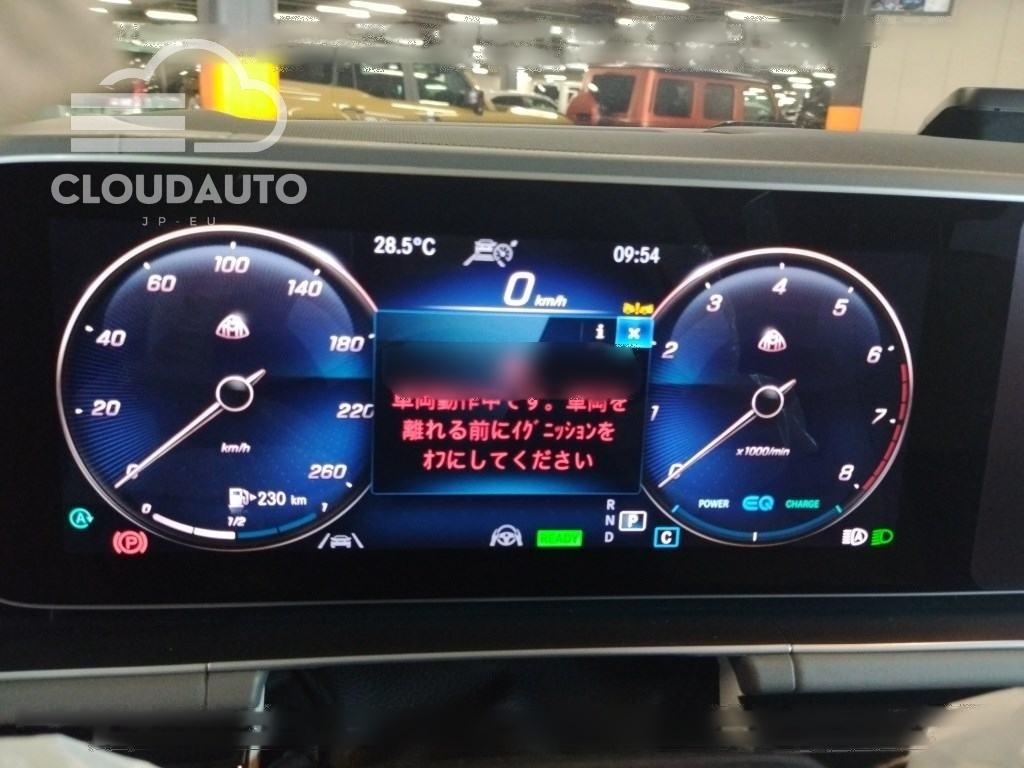 CLOUDAUTO
JP-EU
28.5°C
09:54
0 km/h
i ×
車両動作中です。車両を
離れる前にｲｸﾞﾆｯｼｮﾝを
ｵﾌにしてください
0 20 40 60 100 140 180 220 260
km/h
230 km
0 1/2 1
0 1 2 3 4 5 6 7 8
x1000/min
POWER EQ CHARGE
A
P
READY
R
N
P
D
C
A